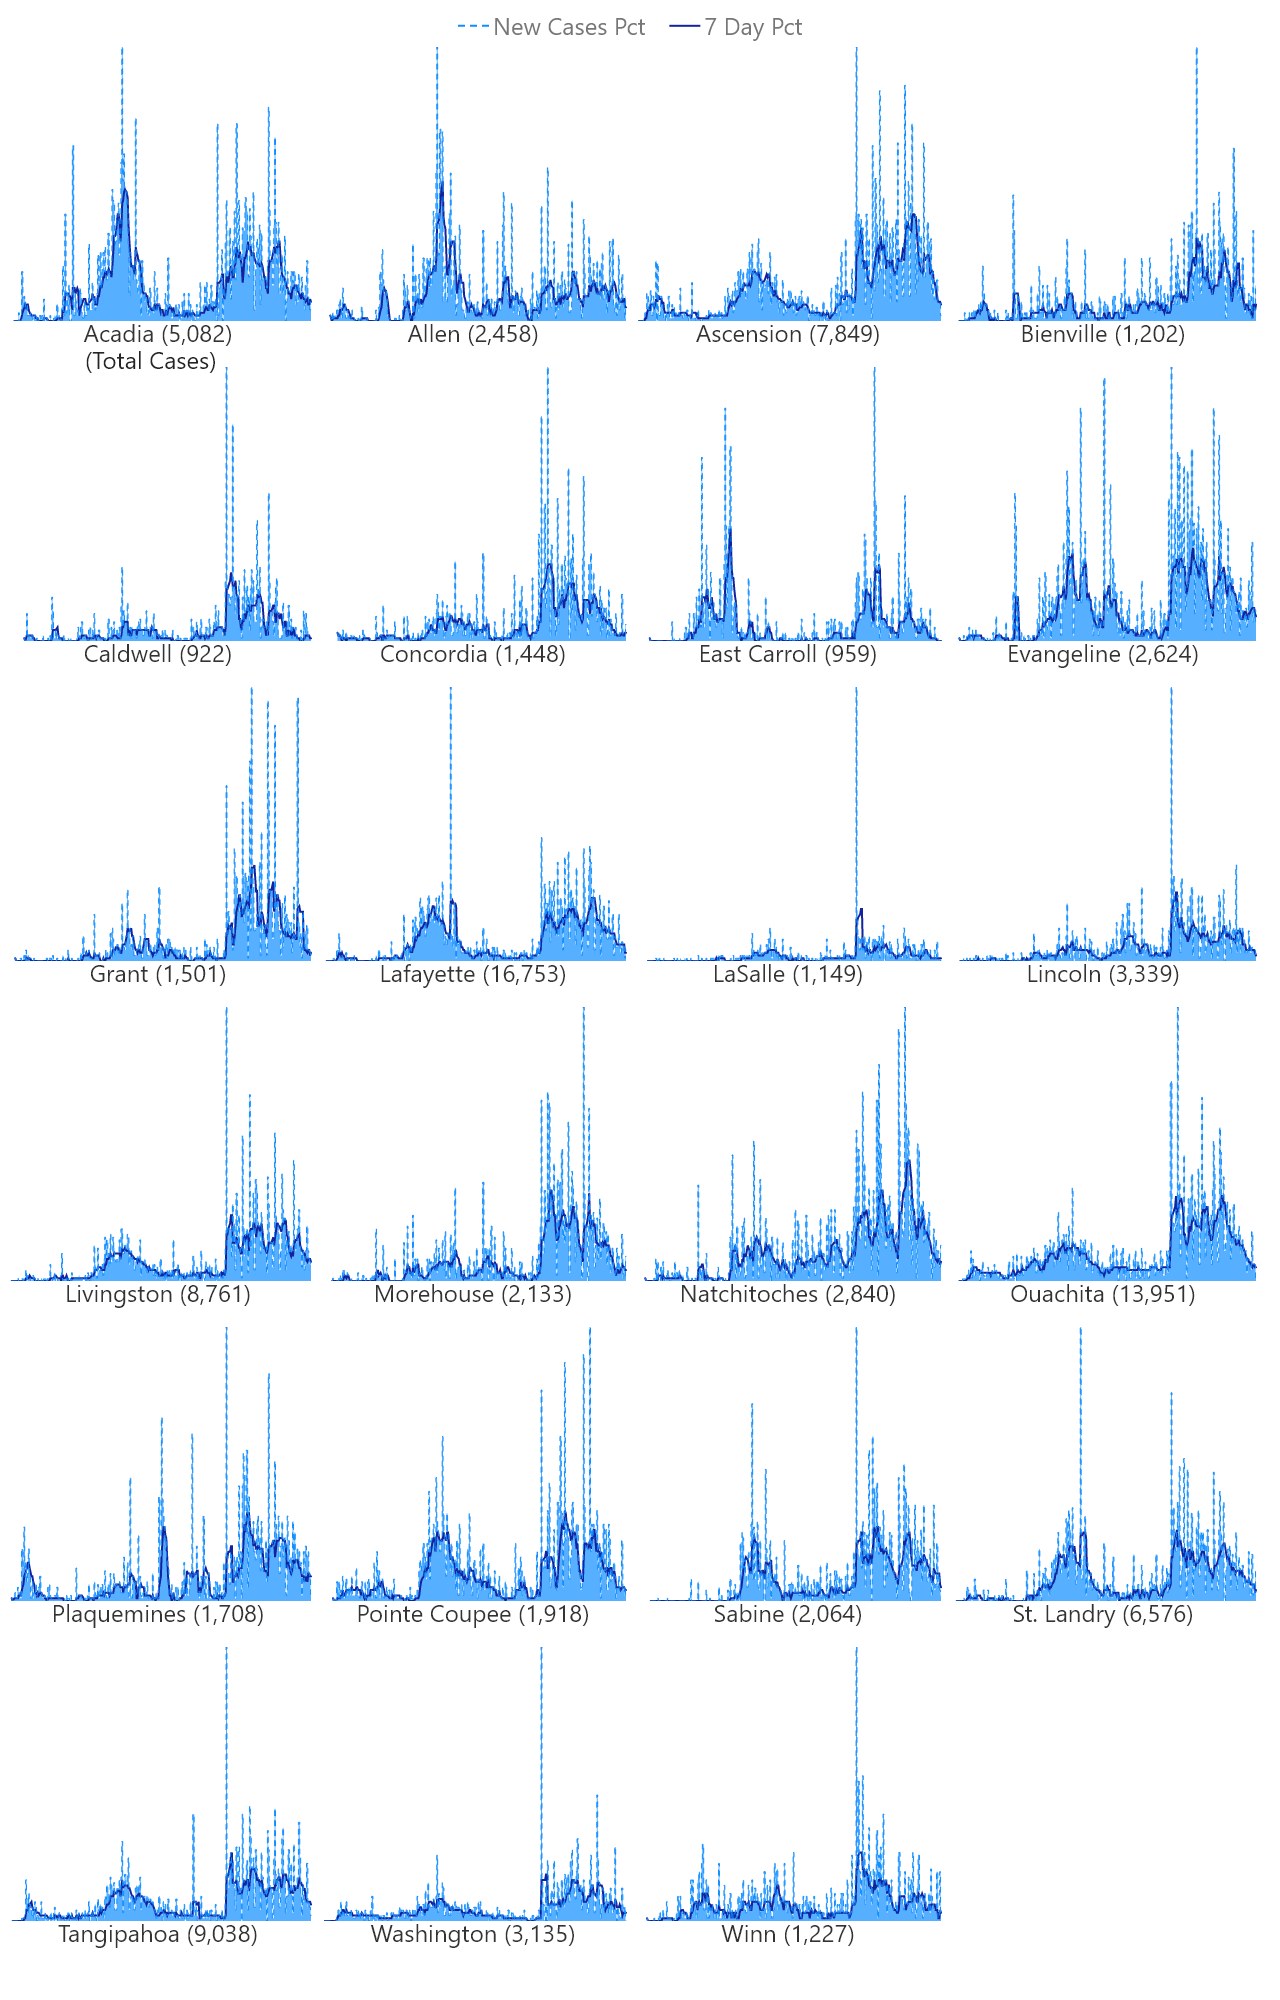 New Cases Pct 7 Day Pct
Acadia (5,082) Allen (2,458) Ascension (7,849) Bienville (1,202)
(Total Cases)
Caldwell (922) Concordia (1,448) East Carroll (959) Evangeline (2,624)
Grant (1,501) Lafayette (16,753) LaSalle (1,149) Lincoln (3,339)
Livingston (8,761) Morehouse (2,133) Natchitoches (2,840) Ouachita (13,951)
Plaquemines (1,708) Pointe Coupee (1,918) Sabine (2,064) St. Landry (6,576)
Tangipahoa (9,038) Washington (3,135) Winn (1,227)